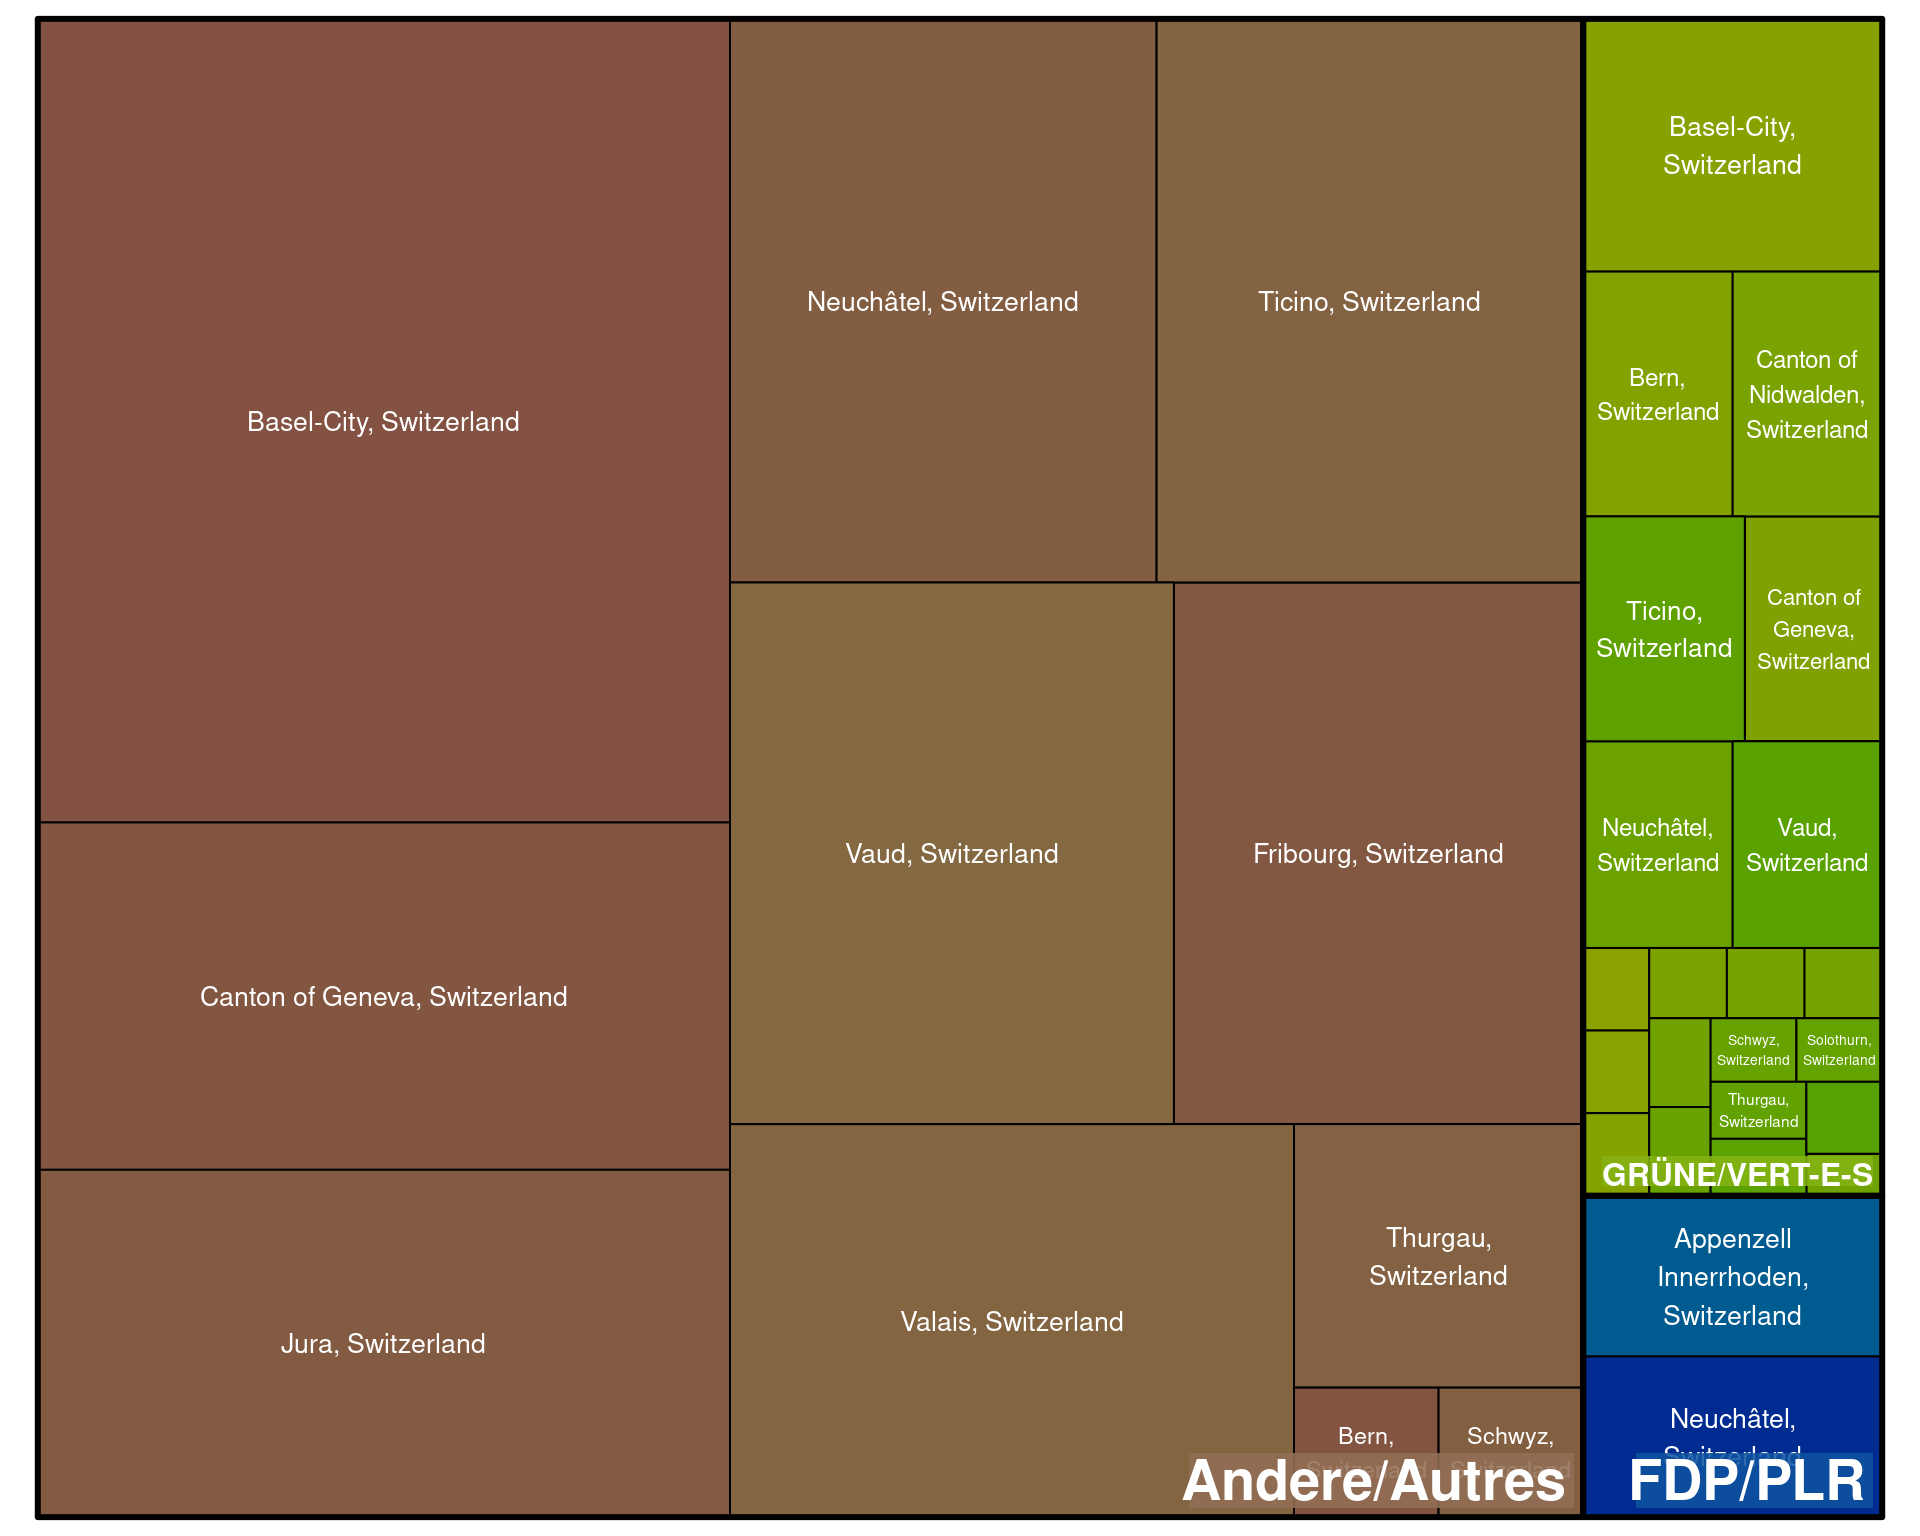 Basel-City, Switzerland
Canton of Geneva, Switzerland
Jura, Switzerland
Neuchâtel, Switzerland
Ticino, Switzerland
Vaud, Switzerland
Fribourg, Switzerland
Valais, Switzerland
Thurgau,
Switzerland
Bern,
Switzerland
Schwyz,
Switzerland
Andere/Autres
Basel-City,
Switzerland
Bern,
Switzerland
Canton of
Nidwalden,
Switzerland
Ticino,
Switzerland
Canton of
Geneva,
Switzerland
Neuchâtel,
Switzerland
Vaud,
Switzerland
Schwyz,
Switzerland
Solothurn,
Switzerland
Thurgau,
Switzerland
GRÜNE/VERT-E-S
Appenzell
Innerrhoden,
Switzerland
Neuchâtel,
Switzerland
FDP/PLR